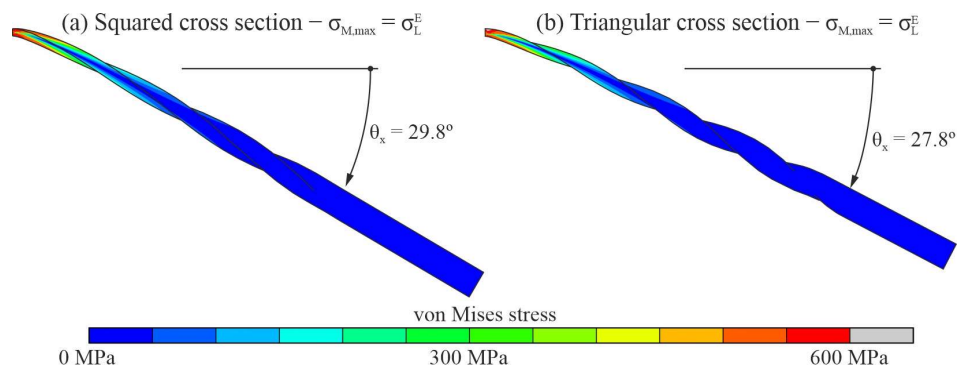 (a) Squared cross section – σM,max = σLE
(b) Triangular cross section – σM,max = σLE
θx = 29.8º
θx = 27.8º
von Mises stress
0 MPa
300 MPa
600 MPa